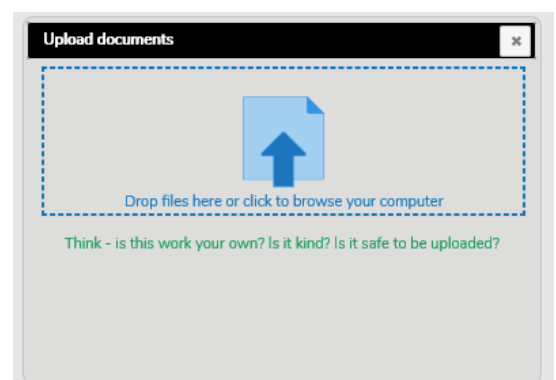 Upload documents
Drop files here or click to browse your computer
Think - is this work your own? Is it kind? Is it safe to be uploaded?